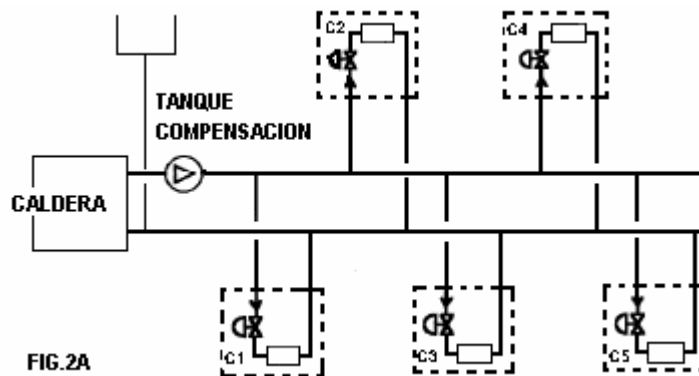 C2
C4
TANQUE
COMPENSACION
CALDERA
C1
C3
C5
FIG.2A